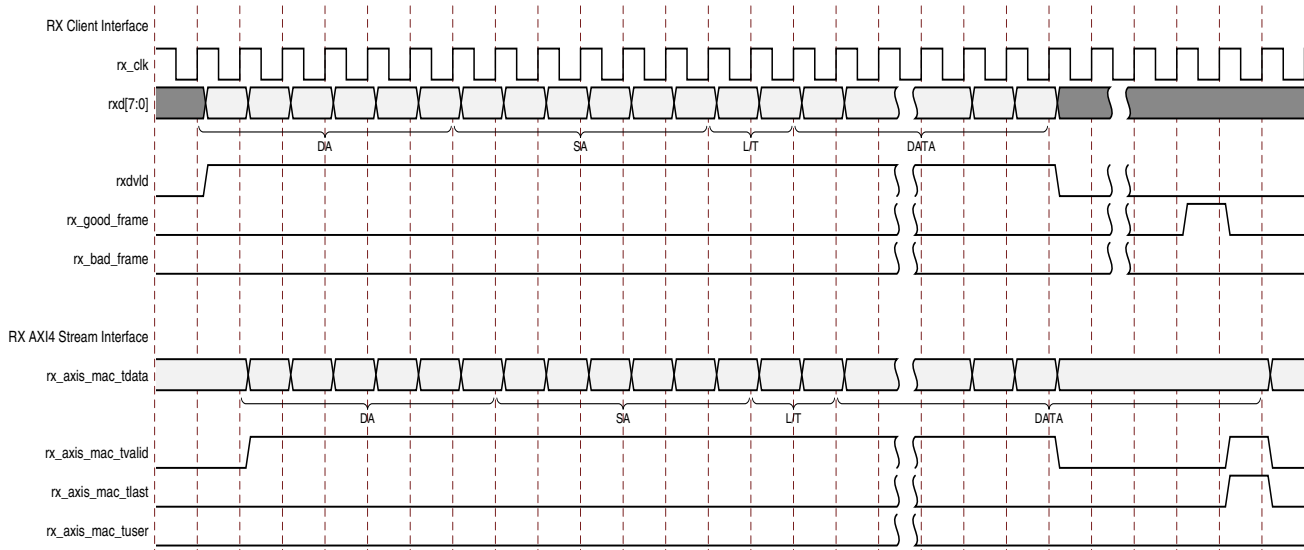 RX Client Interface
rx_clk
rxd[7:0]
DA SA L/T DATA
rxdvld
rx_good_frame
rx_bad_frame
RX AXI4 Stream Interface
rx_axis_mac_tdata
DA SA L/T DATA
rx_axis_mac_tvalid
rx_axis_mac_tlast
rx_axis_mac_tuser